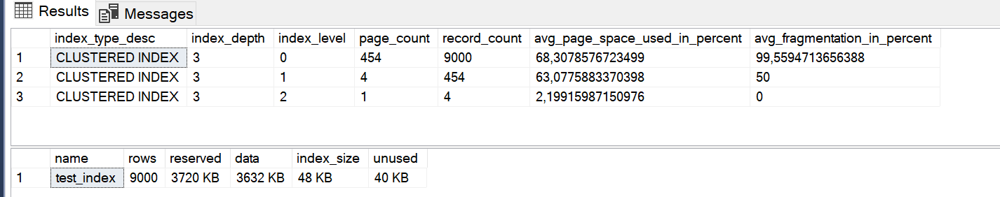 Results Messages
index_type_desc index_depth index_level page_count record_count avg_page_space_used_in_percent avg_fragmentation_in_percent
1 CLUSTERED INDEX 3 0 454 9000 68,3078576723499 99,5594713656388
2 CLUSTERED INDEX 3 1 4 454 63,0775883370398 50
3 CLUSTERED INDEX 3 2 1 4 2,19915987150976 0
name rows reserved data index_size unused
1 test_index 9000 3720 KB 3632 KB 48 KB 40 KB